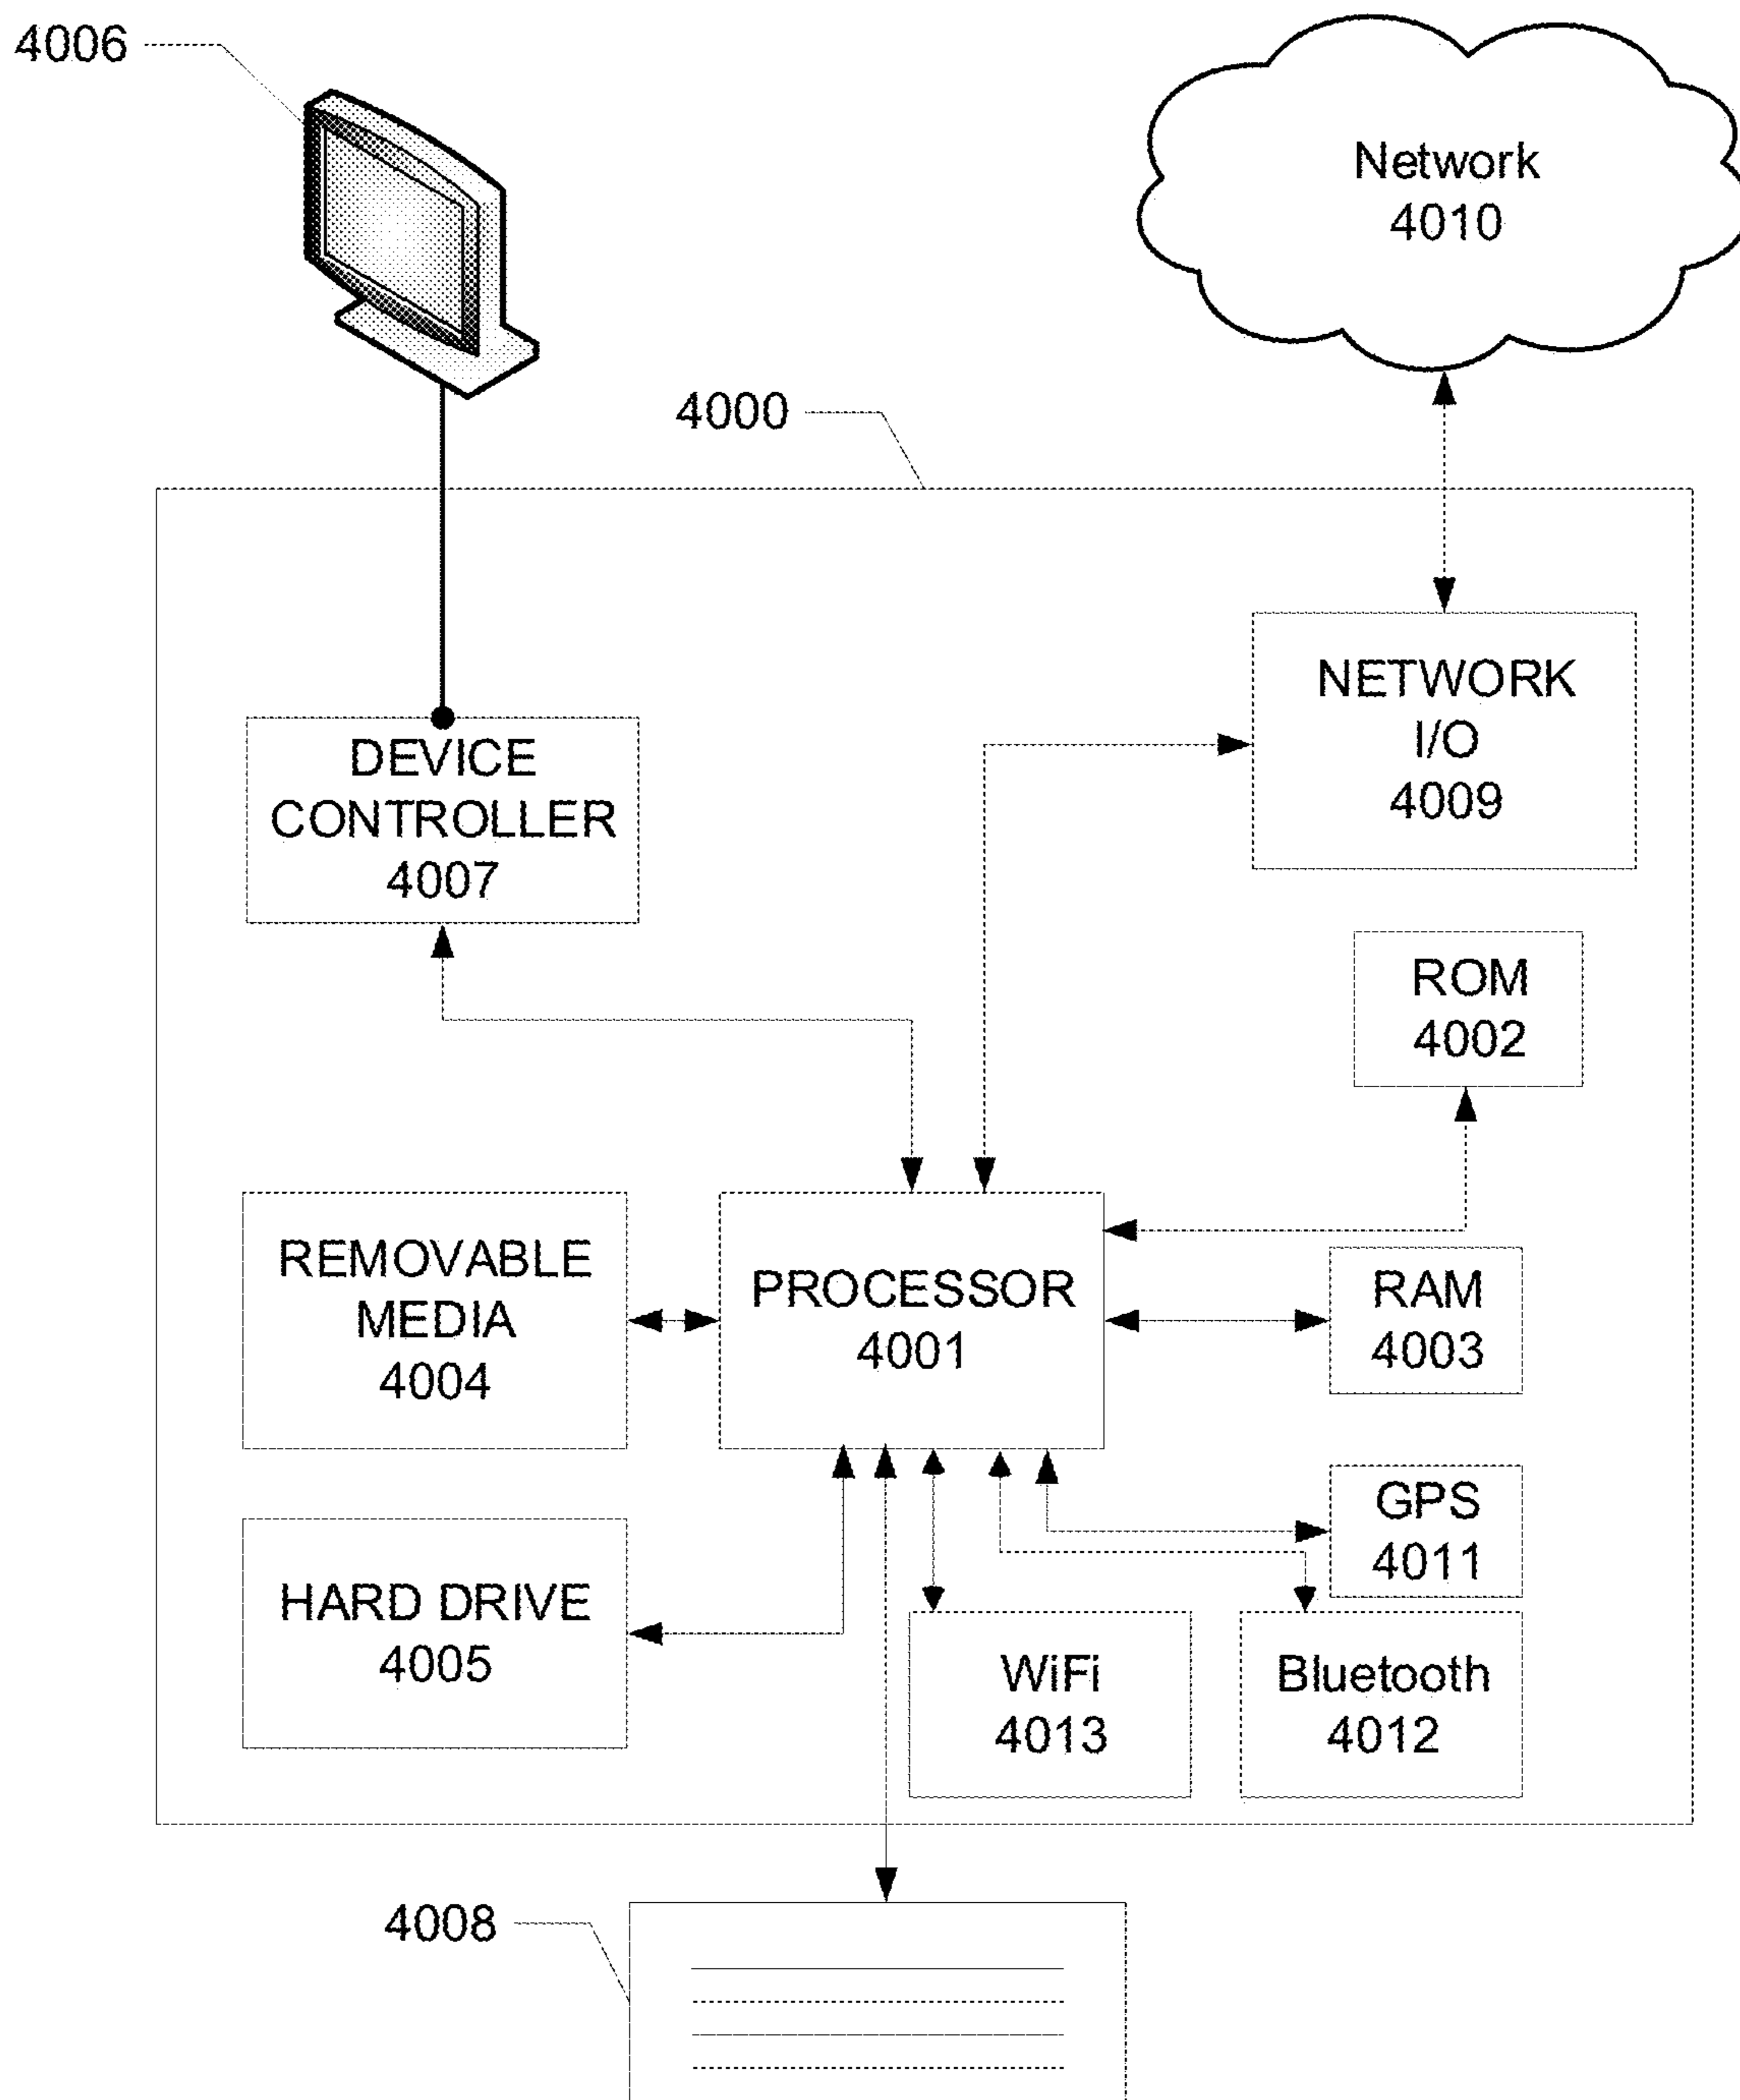 4006
Network
4010
4000
NETWORK
I/O
4009
DEVICE
CONTROLLER
4007
ROM
4002
REMOVABLE
MEDIA
4004
PROCESSOR
4001
RAM
4003
GPS
4011
HARD DRIVE
4005
WiFi
4013
Bluetooth
4012
4008